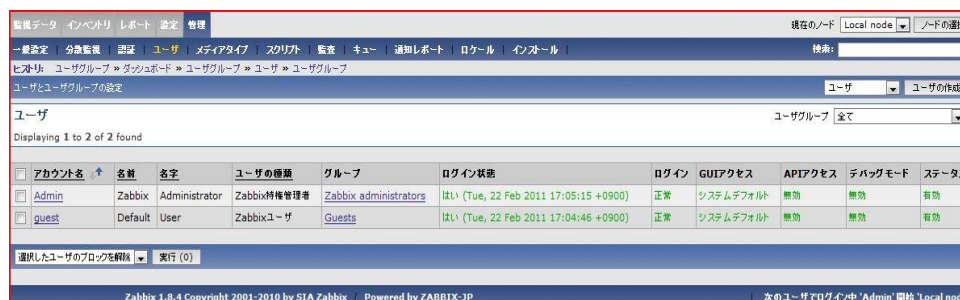 監視データ インベントリ レポート 設定 管理 現在のノード Local node ノードの選
一般設定 | 分散監視 | 認証 | ユーザ | メディアタイプ | スクリプト | 監査 | キュー | 通知レポート | ロケール | インストール | 検索:
ヒストリ: ユーザグループ » ダッシュボード » ユーザグループ » ユーザ » ユーザグループ
ユーザとユーザグループの設定 ユーザ ユーザの作成
ユーザ ユーザグループ 全て
Displaying 1 to 2 of 2 found
アカウント名 名前 名字 ユーザの種類 グループ ログイン状態 ログイン GUIアクセス APIアクセス デバッグモード ステータ
Admin Zabbix Administrator Zabbix特権管理者 Zabbix administrators はい (Tue, 22 Feb 2011 17:05:15 +0900) 正常 システムデフォルト 無効 無効 有効
guest Default User Zabbixユーザ Guests はい (Tue, 22 Feb 2011 17:04:46 +0900) 正常 システムデフォルト 無効 無効 有効
選択したユーザのブロックを解除 実行 (0)
Zabbix 1.8.4 Copyright 2001-2010 by SIA Zabbix / Powered by ZABBIX-JP 次のユーザでログイン中 'Admin' 開始 'Local nod